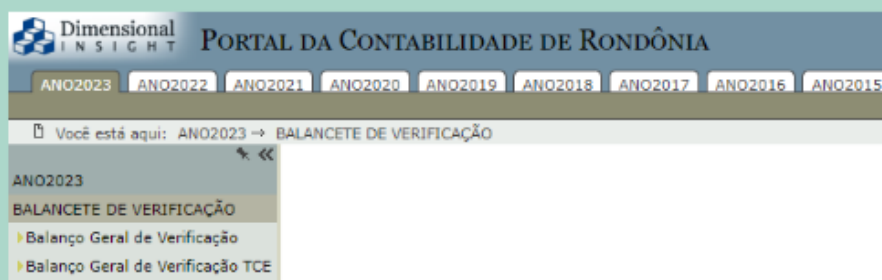 Dimensional
INSIGHT
PORTAL DA CONTABILIDADE DE RONDÔNIA
ANO2023 ANO2022 ANO2021 ANO2020 ANO2019 ANO2018 ANO2017 ANO2016 ANO2015
Você está aqui: ANO2023 → BALANCETE DE VERIFICAÇÃO
ANO2023
BALANCETE DE VERIFICAÇÃO
Balanço Geral de Verificação
Balanço Geral de Verificação TCE